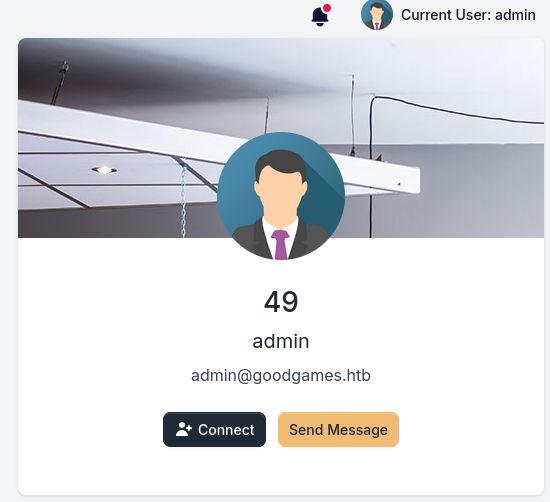 Current User: admin
49
admin
admin@goodgames.htb
Connect
Send Message